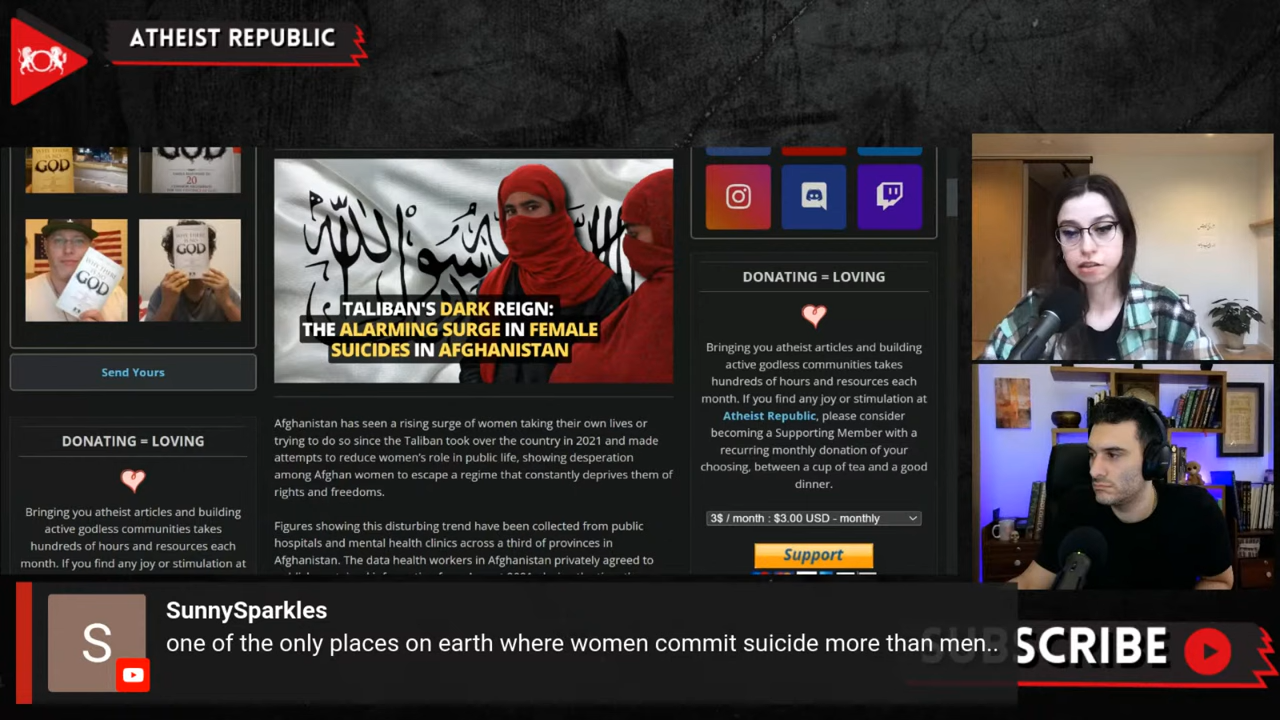 ATHEIST REPUBLIC
GOD
GOD
20
GOD
GOD
Send Yours
DONATING = LOVING
Bringing you atheist articles and building
active godless communities takes
hundreds of hours and resources each
month. If you find any joy or stimulation at
TALIBAN'S DARK REIGN:
THE ALARMING SURGE IN FEMALE
SUICIDES IN AFGHANISTAN
Afghanistan has seen a rising surge of women taking their own lives or
trying to do so since the Taliban took over the country in 2021 and made
attempts to reduce women's role in public life, showing desperation
among Afghan women to escape a regime that constantly deprives them of
rights and freedoms.
Figures showing this disturbing trend have been collected from public
hospitals and mental health clinics across a third of provinces in
Afghanistan. The data health workers in Afghanistan privately agreed to
DONATING = LOVING
Bringing you atheist articles and building
active godless communities takes
hundreds of hours and resources each
month. If you find any joy or stimulation at
Atheist Republic, please consider
becoming a Supporting Member with a
recurring monthly donation of your
choosing, between a cup of tea and a good
dinner.
3$ / month : $3.00 USD - monthly
Support
S
SunnySparkles
one of the only places on earth where women commit suicide more than men..
SUBSCRIBE